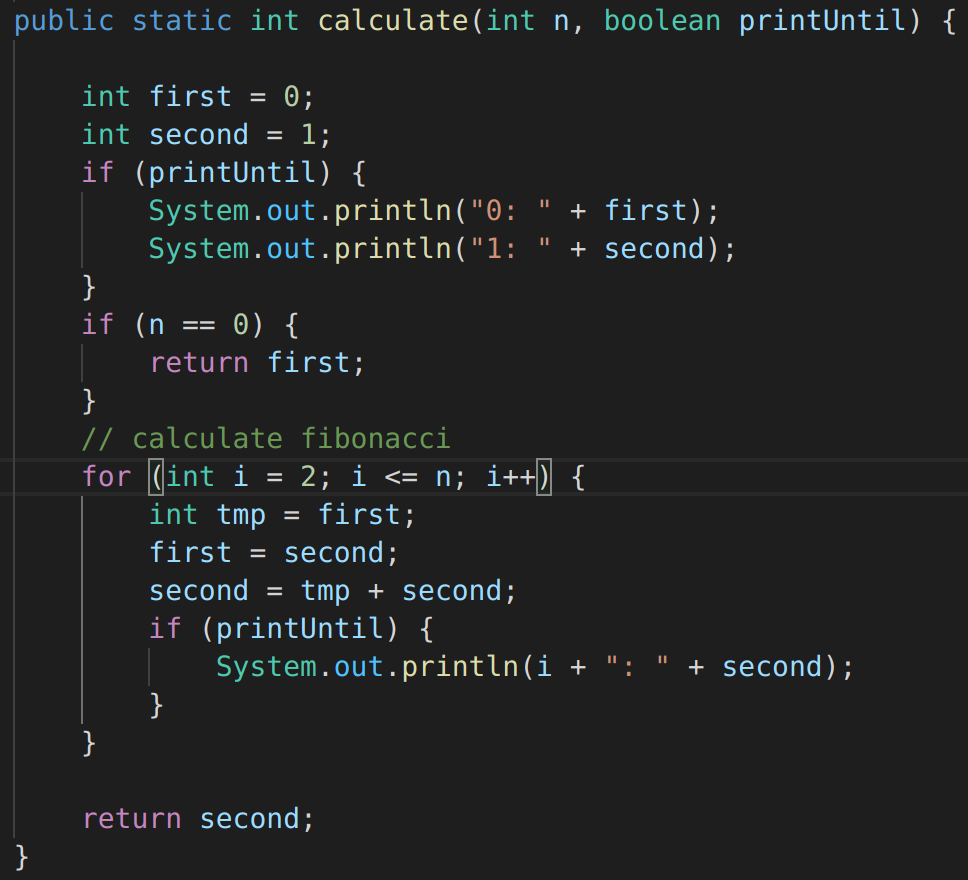 public static int calculate(int n, boolean printUntil) {

    int first = 0;
    int second = 1;
    if (printUntil) {
        System.out.println("0: " + first);
        System.out.println("1: " + second);
    }
    if (n == 0) {
        return first;
    }
    // calculate fibonacci
    for (int i = 2; i <= n; i++) {
        int tmp = first;
        first = second;
        second = tmp + second;
        if (printUntil) {
            System.out.println(i + ": " + second);
        }
    }

    return second;
}